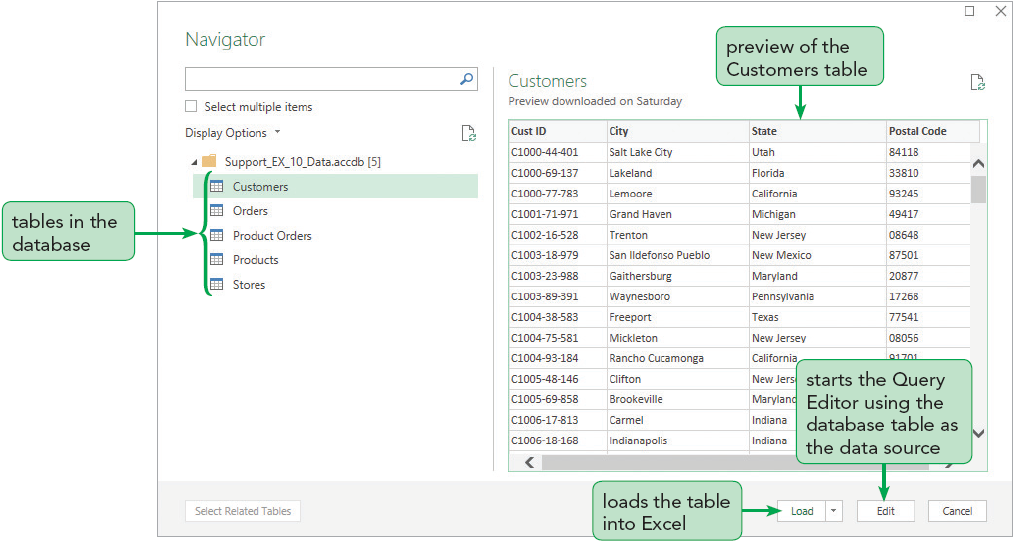 Navigator
preview of the
Customers table
Select multiple items
Display Options
Support_EX_10_Data.accdb [5]
Customers
Orders
Product Orders
Products
Stores
tables in the
database
Customers
Preview downloaded on Saturday
Cust ID City State Postal Code
C1000-44-401 Salt Lake City Utah 84118
C1000-69-137 Lakeland Florida 33810
C1000-77-783 Lemoore California 93245
C1001-71-971 Grand Haven Michigan 49417
C1002-16-528 Trenton New Jersey 08648
C1003-18-979 San Ildefonso Pueblo New Mexico 87501
C1003-23-988 Gaithersburg Maryland 20877
C1003-89-391 Waynesboro Pennsylvania 17268
C1004-38-583 Freeport Texas 77541
C1004-75-581 Mickleton New Jersey 08056
C1004-93-184 Rancho Cucamonga California
C1005-48-146 Clifton New
C1005-69-858 Brookeville Maryland
C1006-17-813 Carmel Indiana
C1006-18-168 Indianapolis Indiana
starts the Query
Editor using the
database table as
the data source
loads the table
into Excel
Select Related Tables
Load Edit Cancel